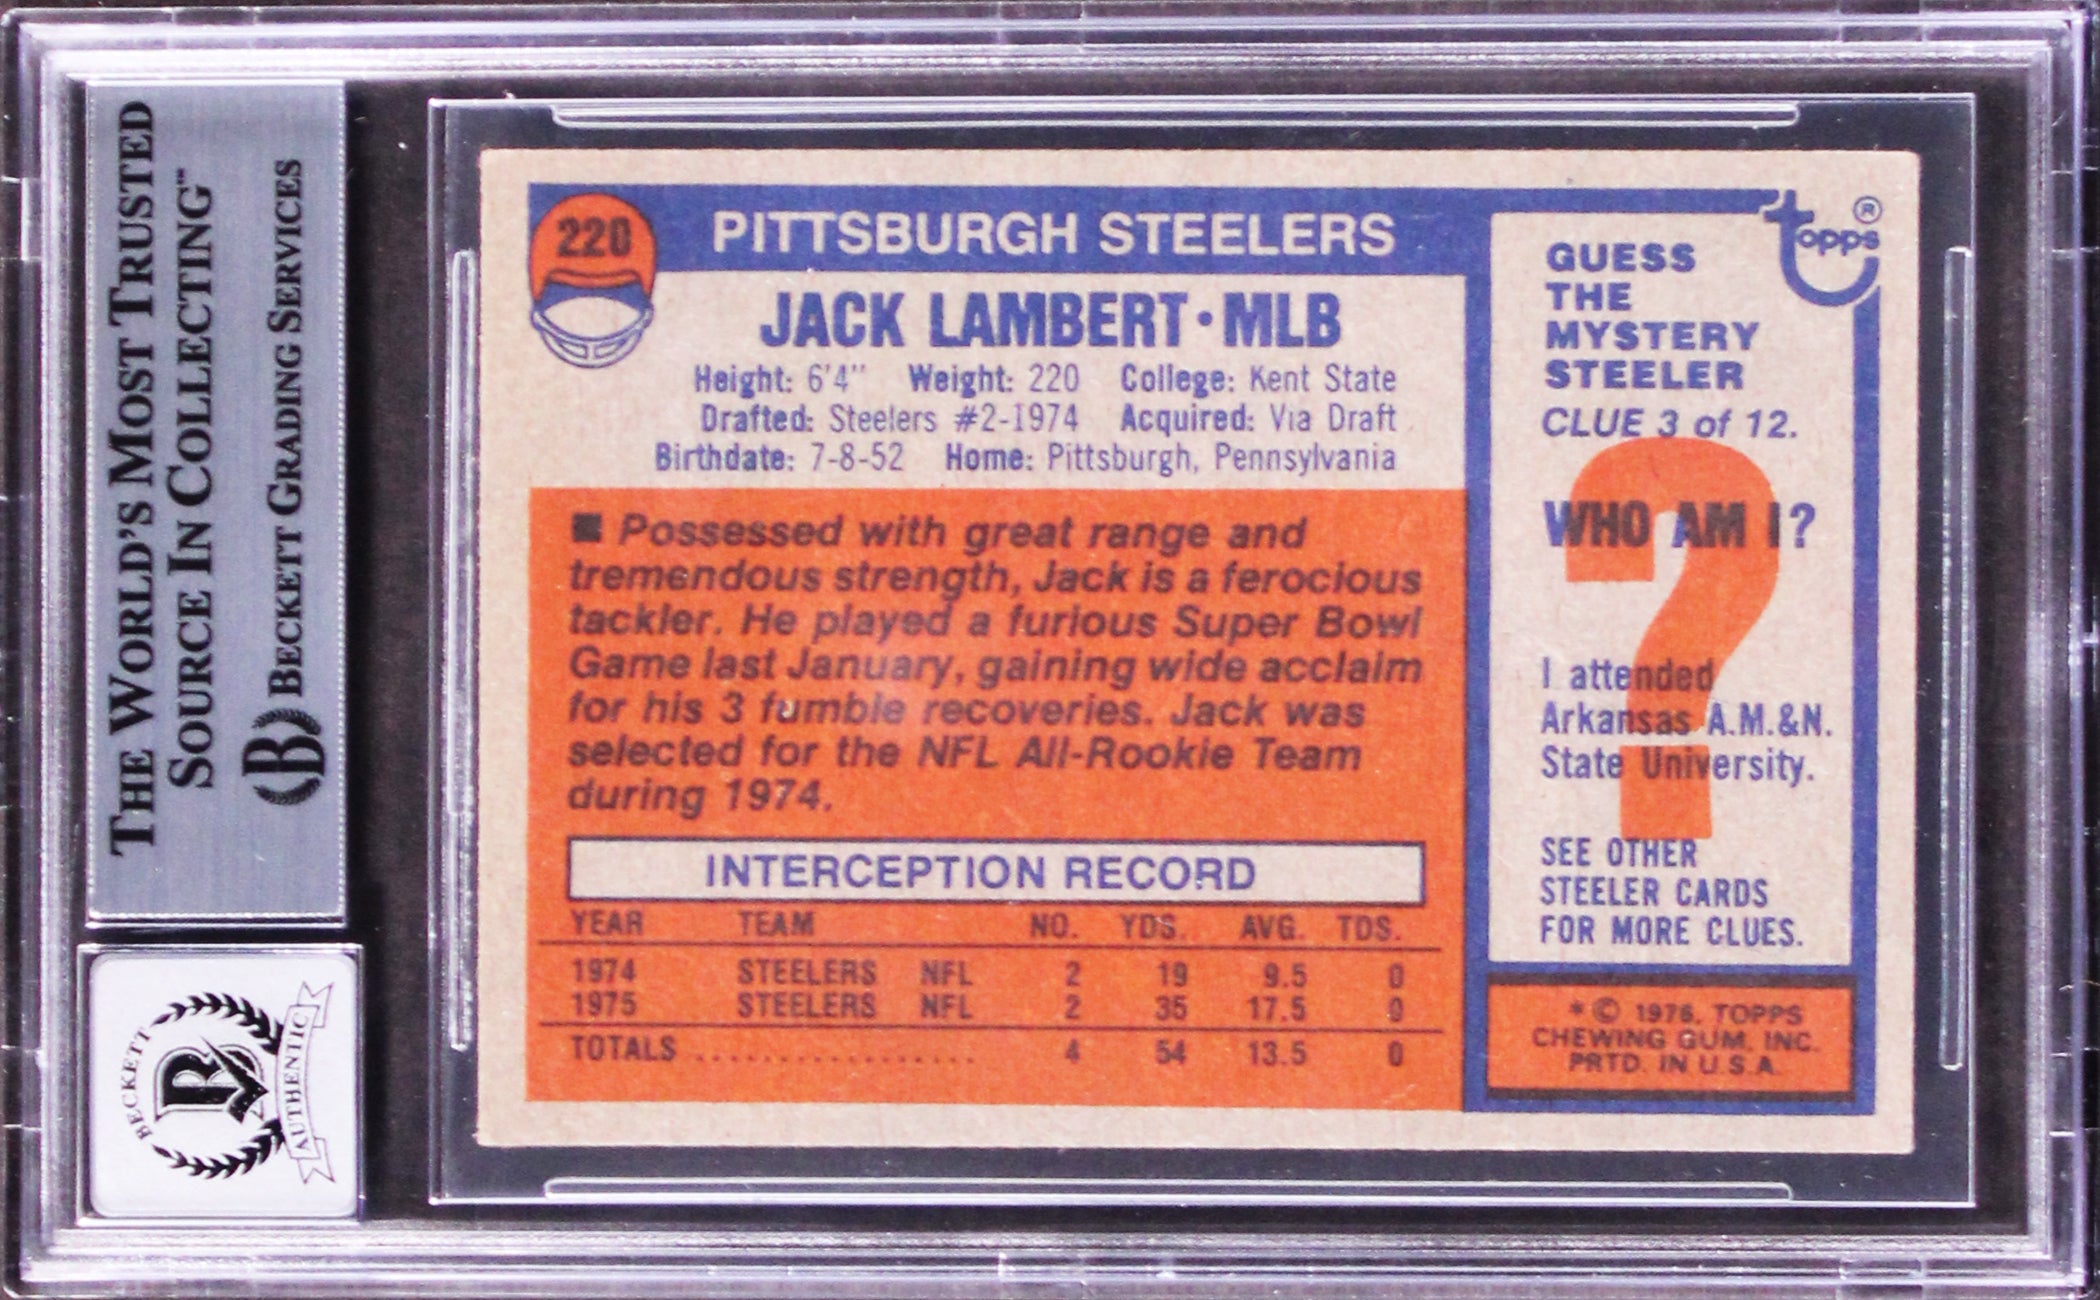 THE WORLD'S MOST TRUSTED
SOURCE IN COLLECTING™
BECKETT GRADING SERVICES
BECKETT
AUTHENTIC
220
PITTSBURGH STEELERS
JACK LAMBERT • MLB
Height: 6'4" Weight: 220 College: Kent State
Drafted: Steelers #2-1974 Acquired: Via Draft
Birthdate: 7-8-52 Home: Pittsburgh, Pennsylvania
■ Possessed with great range and
tremendous strength, Jack is a ferocious
tackler. He played a furious Super Bowl
Game last January, gaining wide acclaim
for his 3 fumble recoveries. Jack was
selected for the NFL All-Rookie Team
during 1974.
INTERCEPTION RECORD
YEAR TEAM NO. YDS. AVG. TDS.
1974 STEELERS NFL 2 19 9.5 0
1975 STEELERS NFL 2 35 17.5 0
TOTALS .................. 4 54 13.5 0
topps ®
GUESS
THE
MYSTERY
STEELER
CLUE 3 of 12.
WHO AM I?
?
I attended
Arkansas A.M.&N.
State University.
SEE OTHER
STEELER CARDS
FOR MORE CLUES.
* © 1976, TOPPS
CHEWING GUM, INC.
PRTD. IN U.S.A.